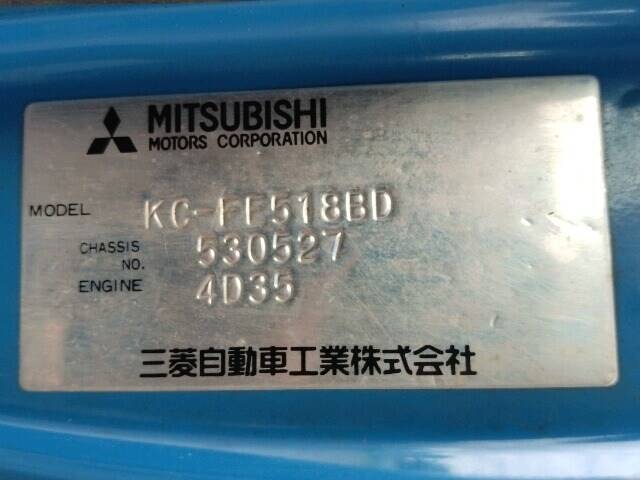 MITSUBISHI
MOTORS CORPORATION
MODEL KC-FE518BD
CHASSIS NO. 530527
ENGINE 4D35
三菱自動車工業株式会社